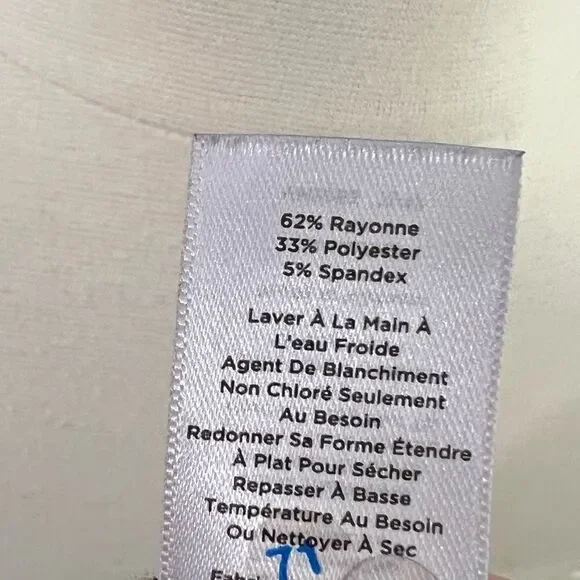 62% Rayonne
33% Polyester
5% Spandex
Laver À La Main À
L'eau Froide
Agent De Blanchiment
Non Chloré Seulement
Au Besoin
Redonner Sa Forme Étendre
À Plat Pour Sécher
Repasser À Basse
Température Au Besoin
Ou Nettoyer À Sec